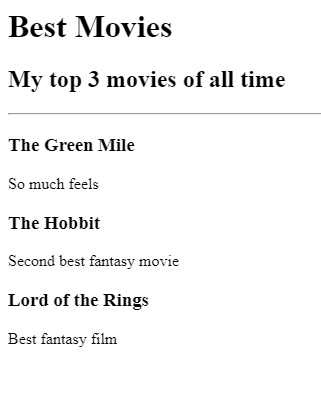 Best Movies
My top 3 movies of all time
The Green Mile
So much feels
The Hobbit
Second best fantasy movie
Lord of the Rings
Best fantasy film